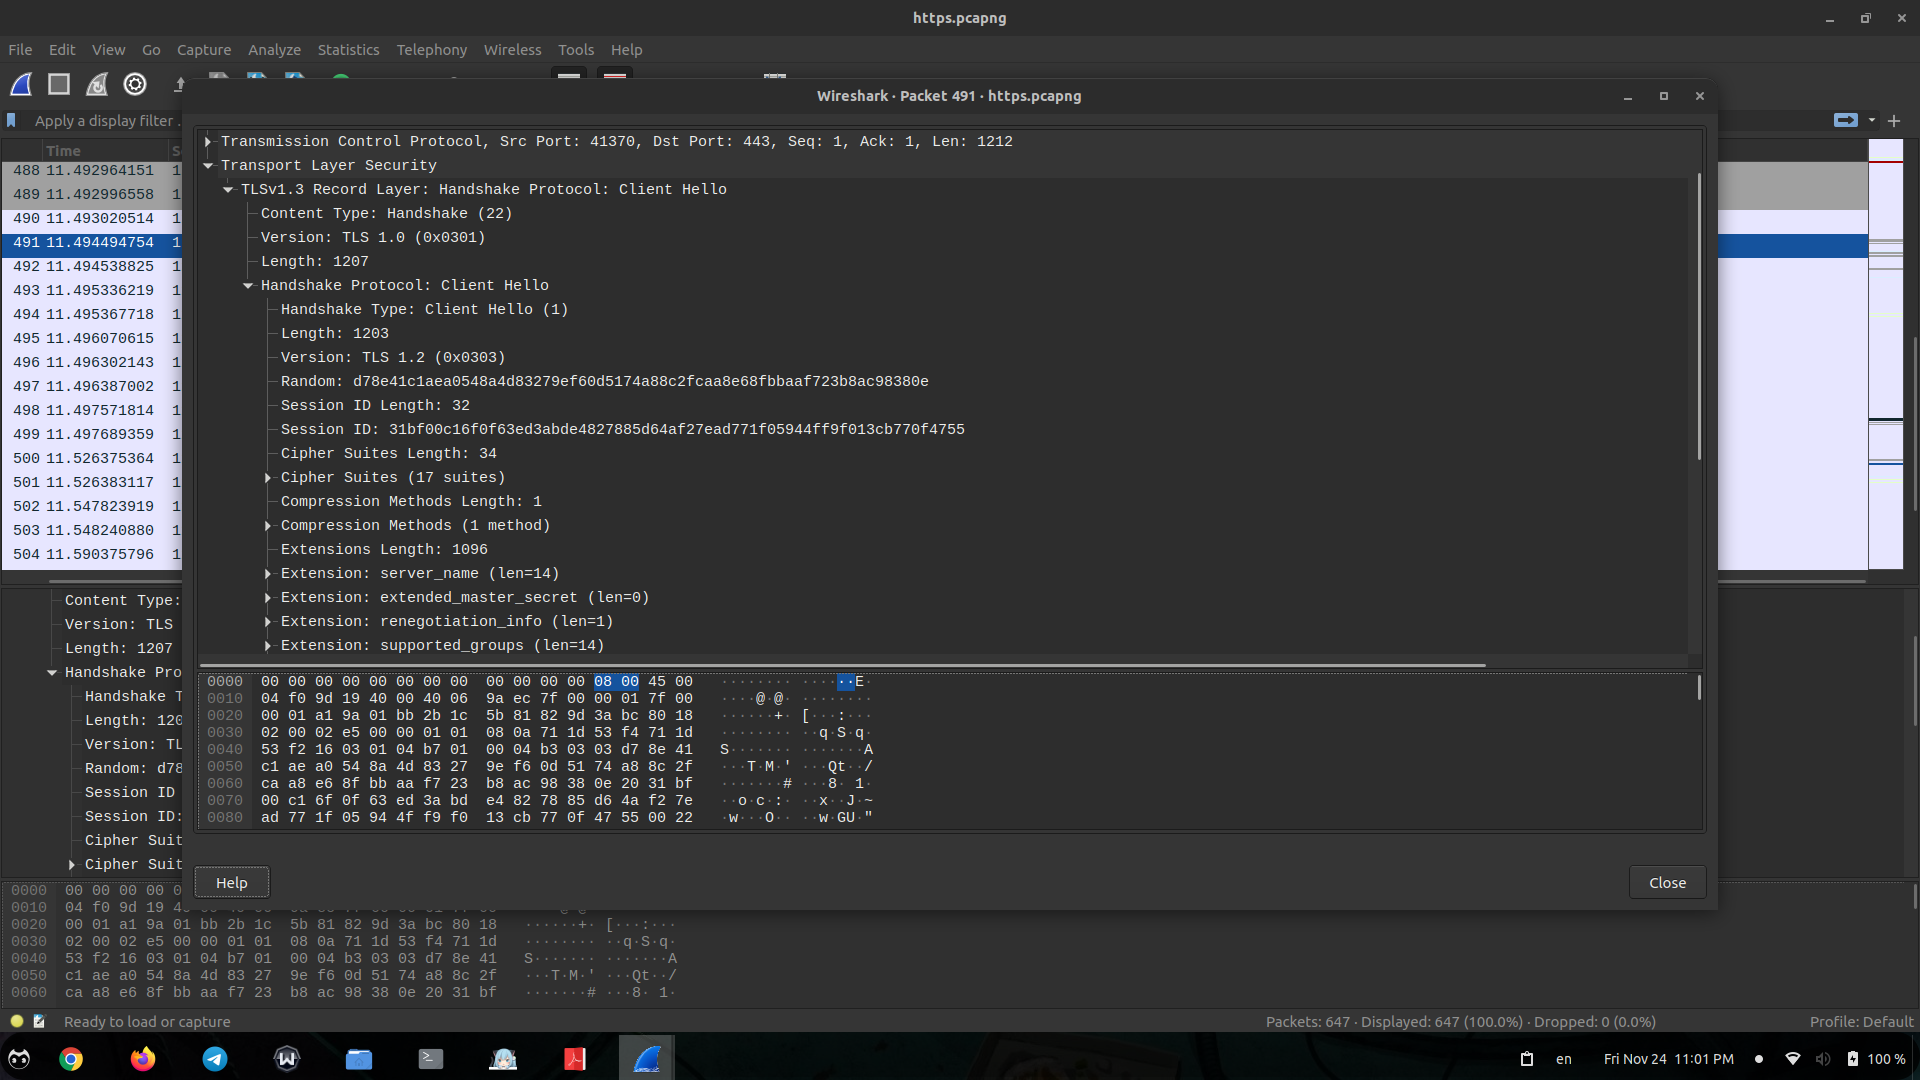 https.pcapng
File Edit View Go Capture Analyze Statistics Telephony Wireless Tools Help
Wireshark · Packet 491 · https.pcapng
Apply a display filter
Time
488 11.492964151 1
489 11.492996558 1
490 11.493020514 1
491 11.494494754 1
492 11.494538825 1
493 11.495336219 1
494 11.495367718 1
495 11.496070615 1
496 11.496302143 1
497 11.496387002 1
498 11.497571814 1
499 11.497689359 1
500 11.526375364 1
501 11.526383117 1
502 11.547823919 1
503 11.548240880 1
504 11.590375796 1
Transmission Control Protocol, Src Port: 41370, Dst Port: 443, Seq: 1, Ack: 1, Len: 1212
Transport Layer Security
TLSv1.3 Record Layer: Handshake Protocol: Client Hello
Content Type: Handshake (22)
Version: TLS 1.0 (0x0301)
Length: 1207
Handshake Protocol: Client Hello
Handshake Type: Client Hello (1)
Length: 1203
Version: TLS 1.2 (0x0303)
Random: d78e41c1aea0548a4d83279ef60d5174a88c2fcaa8e68fbbaaf723b8ac98380e
Session ID Length: 32
Session ID: 31bf00c16f0f63ed3abde4827885d64af27ead771f05944ff9f013cb770f4755
Cipher Suites Length: 34
Cipher Suites (17 suites)
Compression Methods Length: 1
Compression Methods (1 method)
Extensions Length: 1096
Extension: server_name (len=14)
Extension: extended_master_secret (len=0)
Extension: renegotiation_info (len=1)
Extension: supported_groups (len=14)
0000 00 00 00 00 00 00 00 00 00 00 00 00 08 00 45 00 ········ ······E·
0010 04 f0 9d 19 40 00 40 06 9a ec 7f 00 00 01 7f 00 ····@·@· ········
0020 00 01 a1 9a 01 bb 2b 1c 5b 81 82 9d 3a bc 80 18 ······+· [···:···
0030 02 00 02 e5 00 00 01 01 08 0a 71 1d 53 f4 71 1d ········ ··q·S·q·
0040 53 f2 16 03 01 04 b7 01 00 04 b3 03 03 d7 8e 41 S······· ·······A
0050 c1 ae a0 54 8a 4d 83 27 9e f6 0d 51 74 a8 8c 2f ···T·M·' ···Qt··/
0060 ca a8 e6 8f bb aa f7 23 b8 ac 98 38 0e 20 31 bf ·······# ···8· 1·
0070 00 c1 6f 0f 63 ed 3a bd e4 82 78 85 d6 4a f2 7e ··o·c·:· ··x··J·~
0080 ad 77 1f 05 94 4f f9 f0 13 cb 77 0f 47 55 00 22 ·w···O·· ··w·GU·"
Help
Close
Content Type:
Version: TLS
Length: 1207
Handshake Pro
Handshake T
Length: 120
Version: TL
Random: d78
Session ID
Session ID:
Cipher Suit
Cipher Suit
0000 00 00 00 00 0
0010 04 f0 9d 19 4
0020 00 01 a1 9a 01 bb 2b 1c 5b 81 82 9d 3a bc 80 18 ······+· [···:···
0030 02 00 02 e5 00 00 01 01 08 0a 71 1d 53 f4 71 1d ········ ··q·S·q·
0040 53 f2 16 03 01 04 b7 01 00 04 b3 03 03 d7 8e 41 S······· ·······A
0050 c1 ae a0 54 8a 4d 83 27 9e f6 0d 51 74 a8 8c 2f ···T·M·' ···Qt··/
0060 ca a8 e6 8f bb aa f7 23 b8 ac 98 38 0e 20 31 bf ·······# ···8· 1·
Ready to load or capture
Packets: 647 · Displayed: 647 (100.0%) · Dropped: 0 (0.0%)
Profile: Default
en
Fri Nov 24 11:01 PM
100 %